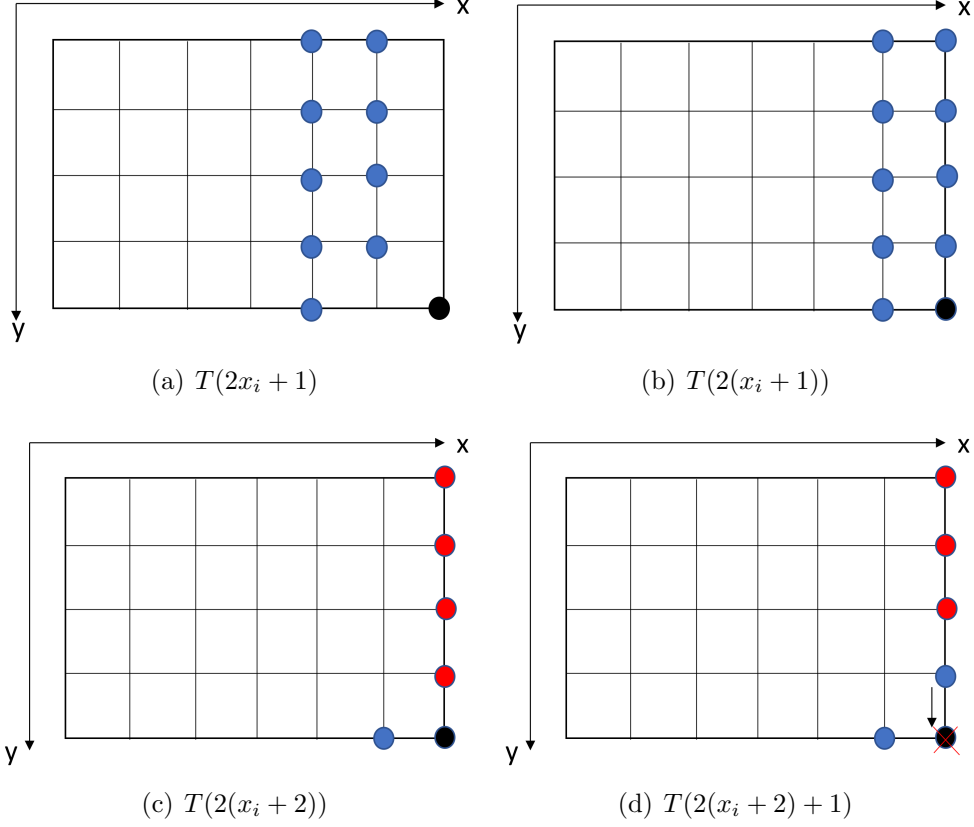 x
x
y
y
(a) $T(2x_i + 1)$
(b) $T(2(x_i + 1))$
x
x
y
y
(c) $T(2(x_i + 2))$
(d) $T(2(x_i + 2) + 1)$